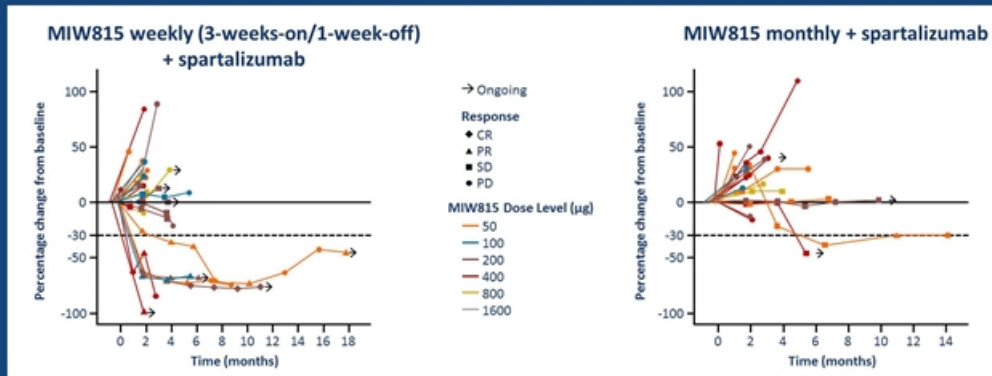 MIW815 weekly (3-weeks-on/1-week-off)
+ spartalizumab
Percentage change from baseline
100
50
0
-30
-50
-100
0 2 4 6 8 10 12 14 16 18
Time (months)
Ongoing
Response
CR
PR
SD
PD
MIW815 Dose Level (µg)
50
100
200
400
800
1600
MIW815 monthly + spartalizumab
Percentage change from baseline
100
50
0
-30
-50
-100
0 2 4 6 8 10 12 14
Time (months)